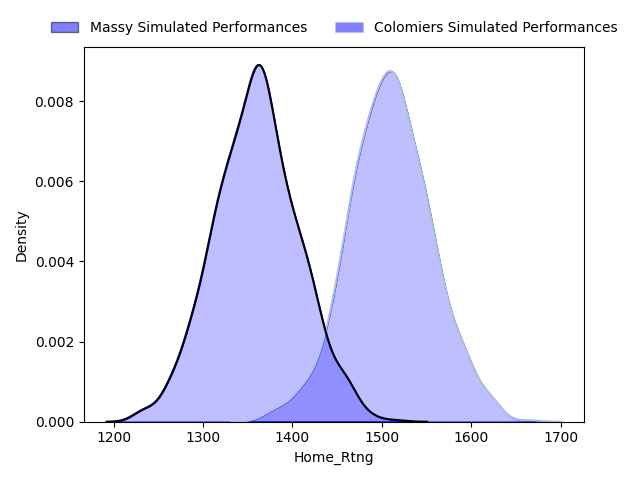 Massy Simulated Performances Colomiers Simulated Performances
0.008
0.006
Density
0.004
0.002
0.000
1200 1300 1400 1500 1600 1700
Home_Rtng